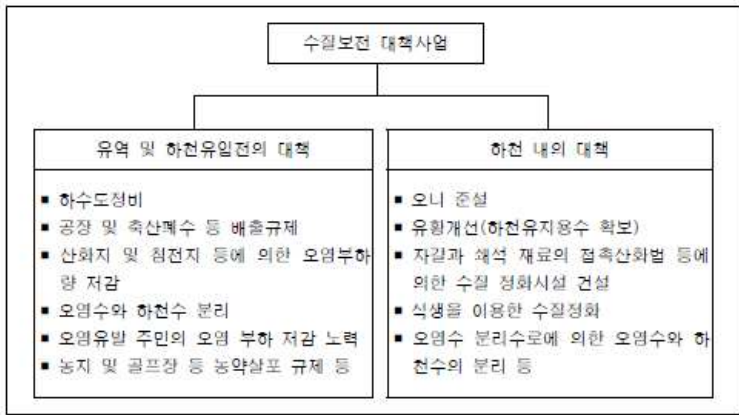 수질보전 대책사업
유역 및 하천유입전의 대책
■ 하수도정비
■ 공장 및 축산폐수 등 배출규제
■ 산화지 및 침전지 등에 의한 오염부하
량 저감
■ 오염수와 하천수 분리
■ 오염유발 주민의 오염 부하 저감 노력
■ 농지 및 골프장 등 농약살포 규제 등
하천 내의 대책
■ 오니 준설
■ 유황개선(하천유지용수 확보)
■ 자갈과 쇄석 재료의 접촉산화법 등에
의한 수질 정화시설 건설
■ 식생을 이용한 수질정화
■ 오염수 분리수로에 의한 오염수와 하
천수의 분리 등